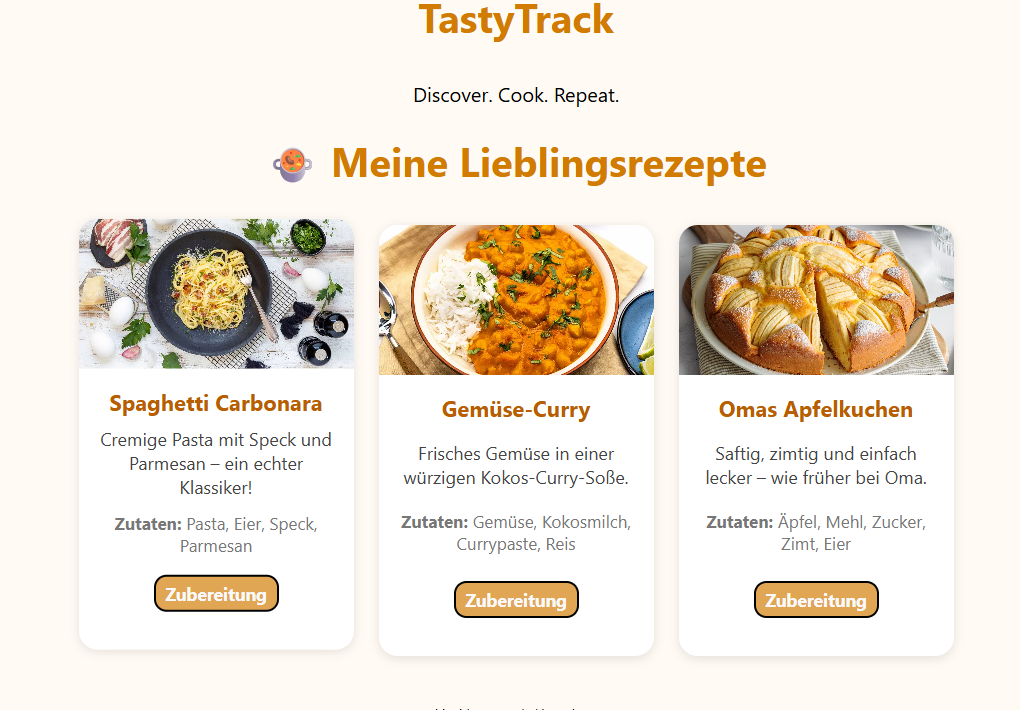 TastyTrack
Discover. Cook. Repeat.
Meine Lieblingsrezepte
Spaghetti Carbonara
Cremige Pasta mit Speck und
Parmesan – ein echter
Klassiker!
Zutaten: Pasta, Eier, Speck,
Parmesan
Zubereitung
Gemüse-Curry
Frisches Gemüse in einer
würzigen Kokos-Curry-Soße.
Zutaten: Gemüse, Kokosmilch,
Currypaste, Reis
Zubereitung
Omas Apfelkuchen
Saftig, zimtig und einfach
lecker – wie früher bei Oma.
Zutaten: Äpfel, Mehl, Zucker,
Zimt, Eier
Zubereitung